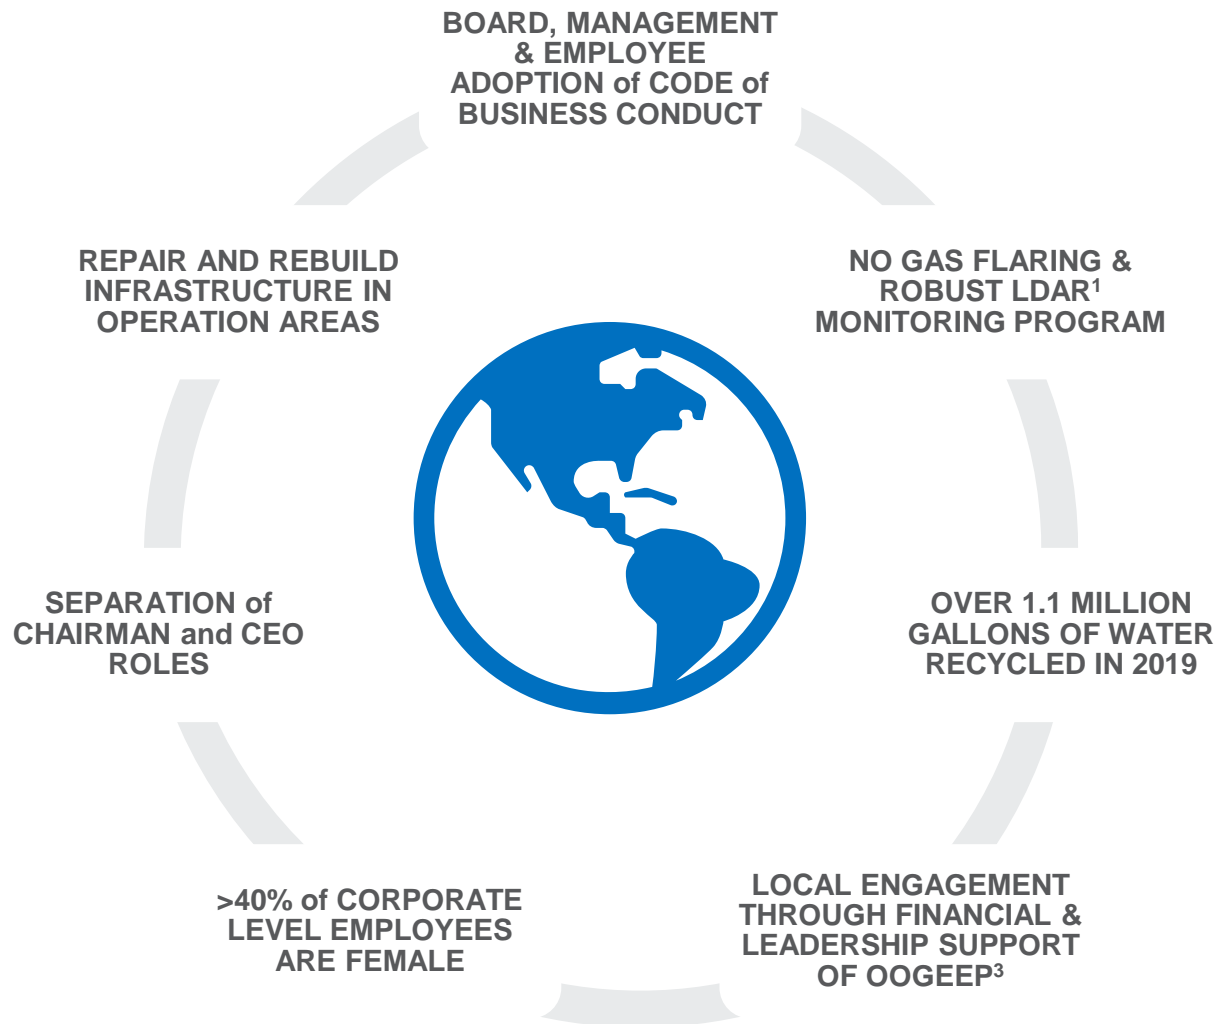 BOARD, MANAGEMENT
& EMPLOYEE
ADOPTION of CODE of
BUSINESS CONDUCT
NO GAS FLARING &
ROBUST LDAR¹
MONITORING PROGRAM
OVER 1.1 MILLION
GALLONS OF WATER
RECYCLED IN 2019
LOCAL ENGAGEMENT
THROUGH FINANCIAL &
LEADERSHIP SUPPORT
OF OOGEEP³
>40% of CORPORATE
LEVEL EMPLOYEES
ARE FEMALE
SEPARATION of
CHAIRMAN and CEO
ROLES
REPAIR AND REBUILD
INFRASTRUCTURE IN
OPERATION AREAS